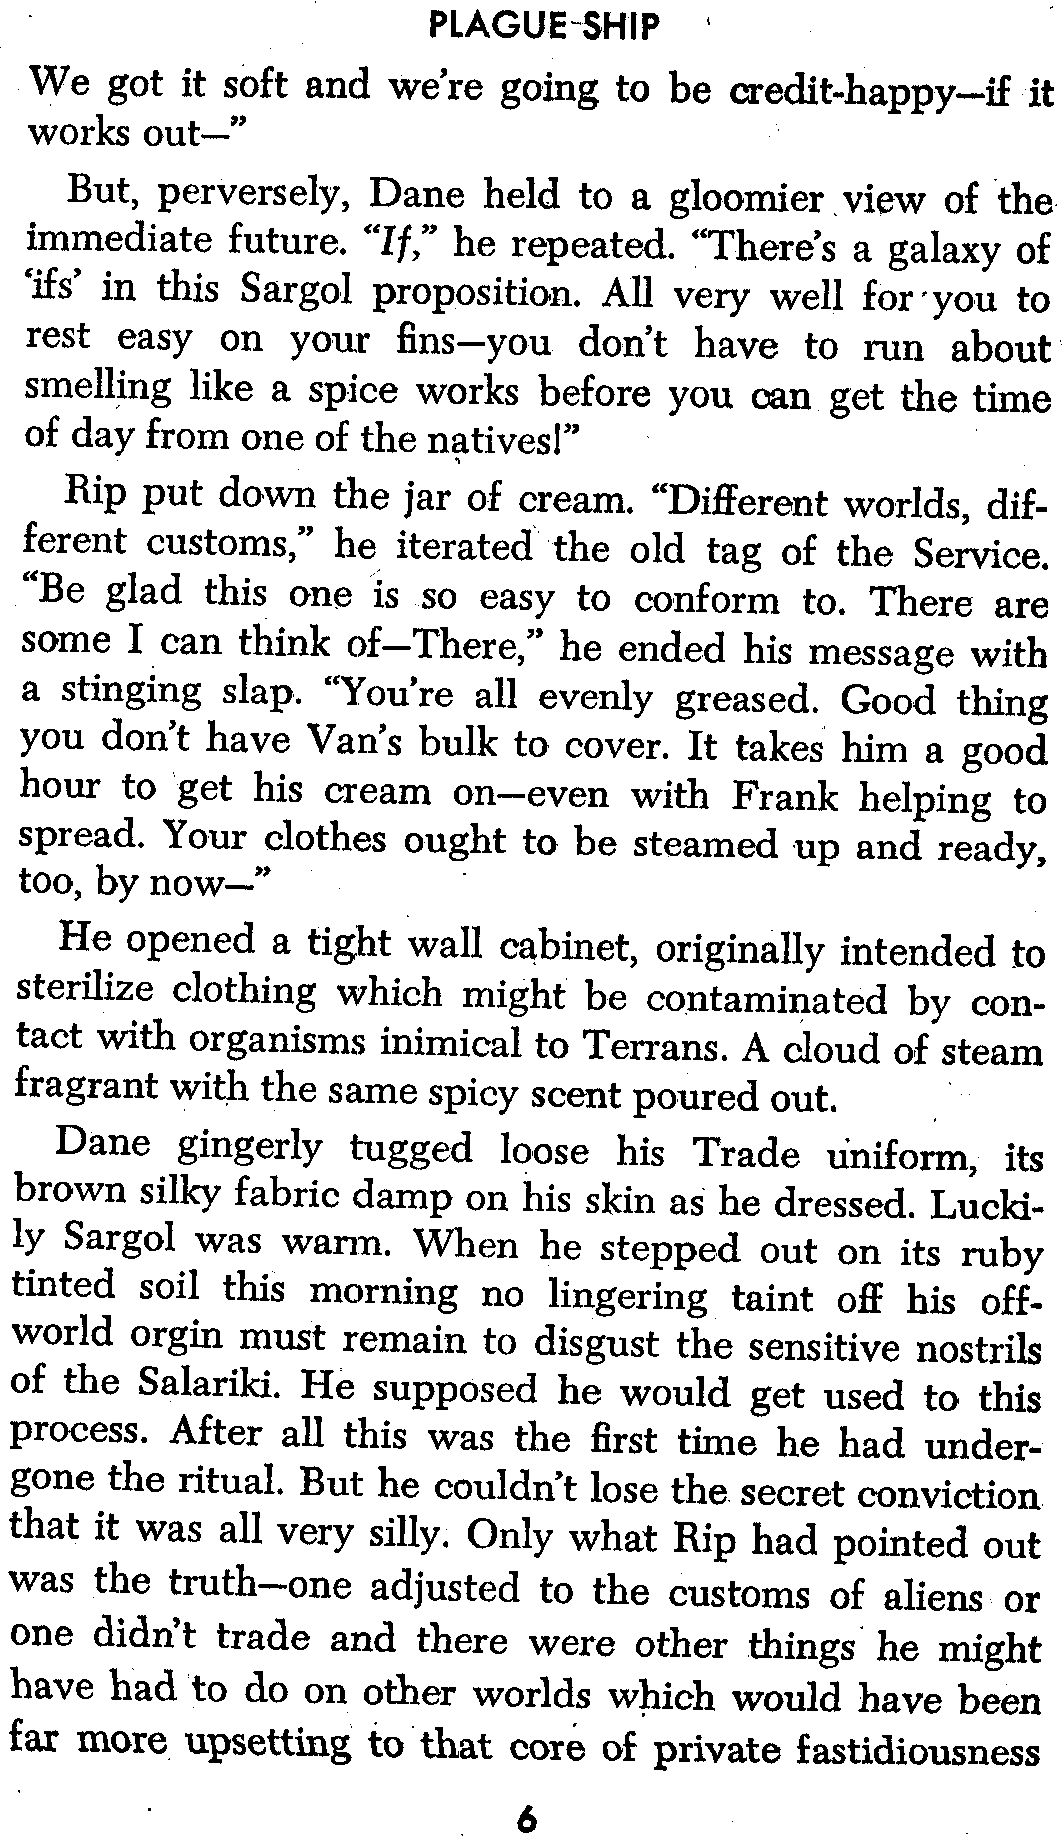 PLAGUE-SHIP
We got it soft and we're going to be credit-happy—if it
works out—”
But, perversely, Dane held to a gloomier view of the
immediate future. “If,” he repeated. “There's a galaxy of
‘ifs’ in this Sargol proposition. All very well for you to
rest easy on your fins—you don't have to run about
smelling like a spice works before you can get the time
of day from one of the natives!”
Rip put down the jar of cream. “Different worlds, dif-
ferent customs,” he iterated the old tag of the Service.
“Be glad this one is so easy to conform to. There are
some I can think of—There,” he ended his message with
a stinging slap. “You're all evenly greased. Good thing
you don't have Van's bulk to cover. It takes him a good
hour to get his cream on—even with Frank helping to
spread. Your clothes ought to be steamed up and ready,
too, by now—”
He opened a tight wall cabinet, originally intended to
sterilize clothing which might be contaminated by con-
tact with organisms inimical to Terrans. A cloud of steam
fragrant with the same spicy scent poured out.
Dane gingerly tugged loose his Trade uniform, its
brown silky fabric damp on his skin as he dressed. Lucki-
ly Sargol was warm. When he stepped out on its ruby
tinted soil this morning no lingering taint off his off-
world orgin must remain to disgust the sensitive nostrils
of the Salariki. He supposed he would get used to this
process. After all this was the first time he had under-
gone the ritual. But he couldn't lose the secret conviction
that it was all very silly. Only what Rip had pointed out
was the truth—one adjusted to the customs of aliens or
one didn't trade and there were other things he might
have had to do on other worlds which would have been
far more upsetting to that core of private fastidiousness
6